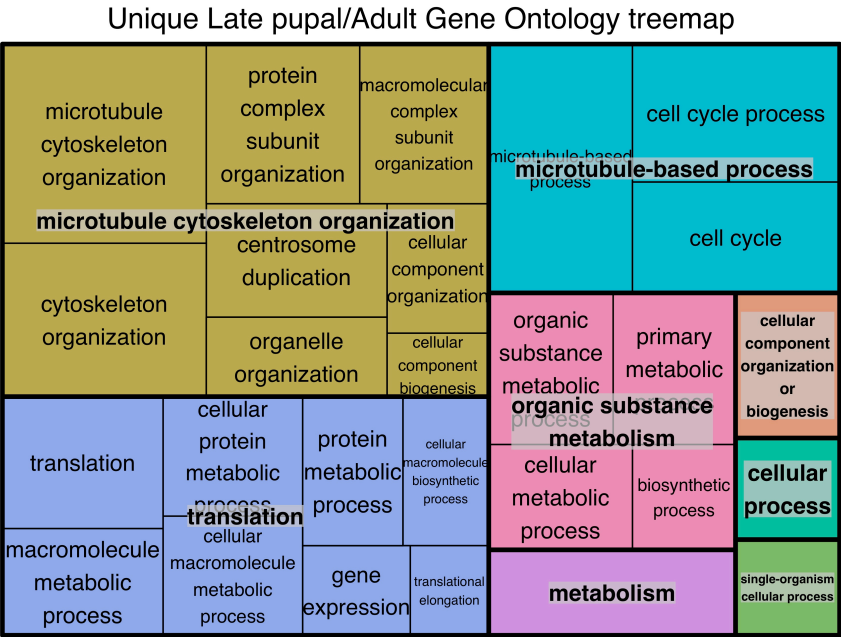 Unique Late pupal/Adult Gene Ontology treemap
microtubule
cytoskeleton
organization
protein
complex
subunit
organization
macromolecular
complex
subunit
organization
microtubule cytoskeleton organization
cytoskeleton
organization
centrosome
duplication
cellular
component
organization
organelle
organization
cellular
component
biogenesis
microtubule-based
process
cell cycle process
microtubule-based process
cell cycle
translation
cellular
protein
metabolic
process
protein
metabolic
process
cellular
macromolecule
biosynthetic
process
translation
macromolecule
metabolic
process
cellular
macromolecule
metabolic
process
gene
expression
translational
elongation
organic
substance
metabolic
process
primary
metabolic
process
organic substance
metabolism
cellular
metabolic
process
biosynthetic
process
cellular
component
organization
or
biogenesis
cellular
process
metabolism
single-organism
cellular process